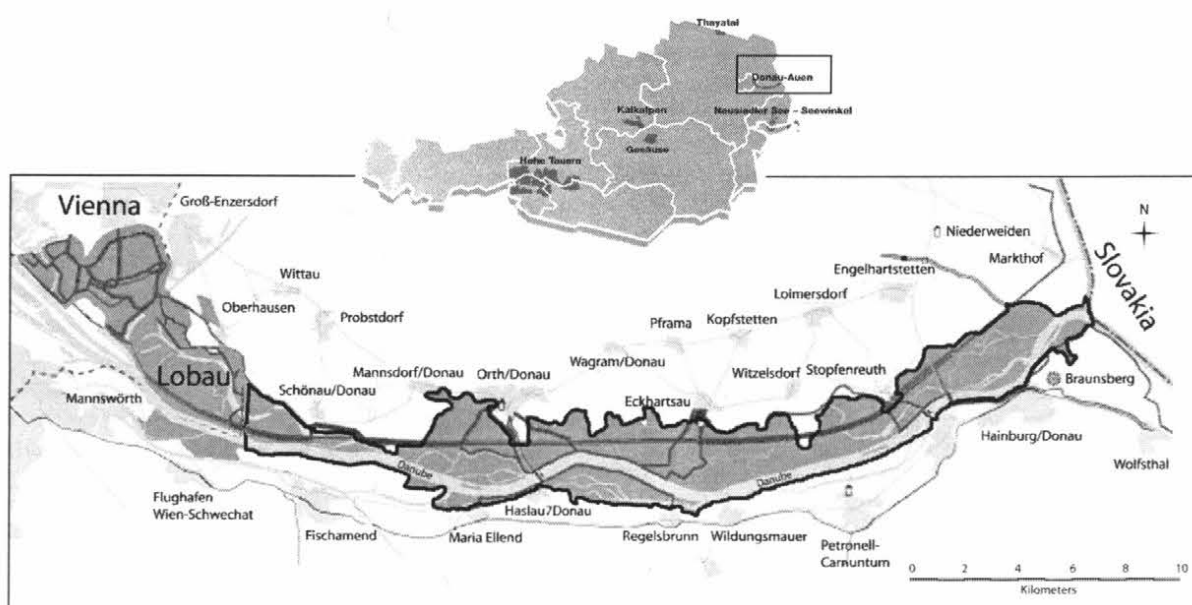 Thayatal
Donau-Auen
Neusiedler See – Seewinkel
Kalkalpen
Gesäuse
Hohe Tauern
Vienna
Groß-Enzersdorf
N
Niederweiden
Markthof
Slovakia
Engelhartstetten
Wittau
Loimersdorf
Oberhausen
Probstdorf
Pframa
Kopfstetten
Wagram/Donau
Mannsdorf/Donau
Orth/Donau
Witzelsdorf
Stopfenreuth
Lobau
Schönau/Donau
Braunsberg
Mannswörth
Eckhartsau
Hainburg/Donau
Danube
Danube
Wolfsthal
Flughafen
Wien-Schwechat
Haslau?Donau
Fischamend
Maria Ellend
Regelsbrunn
Wildungsmauer
Petronell-
Carnuntum
0 2 4 6 8 10
Kilometers